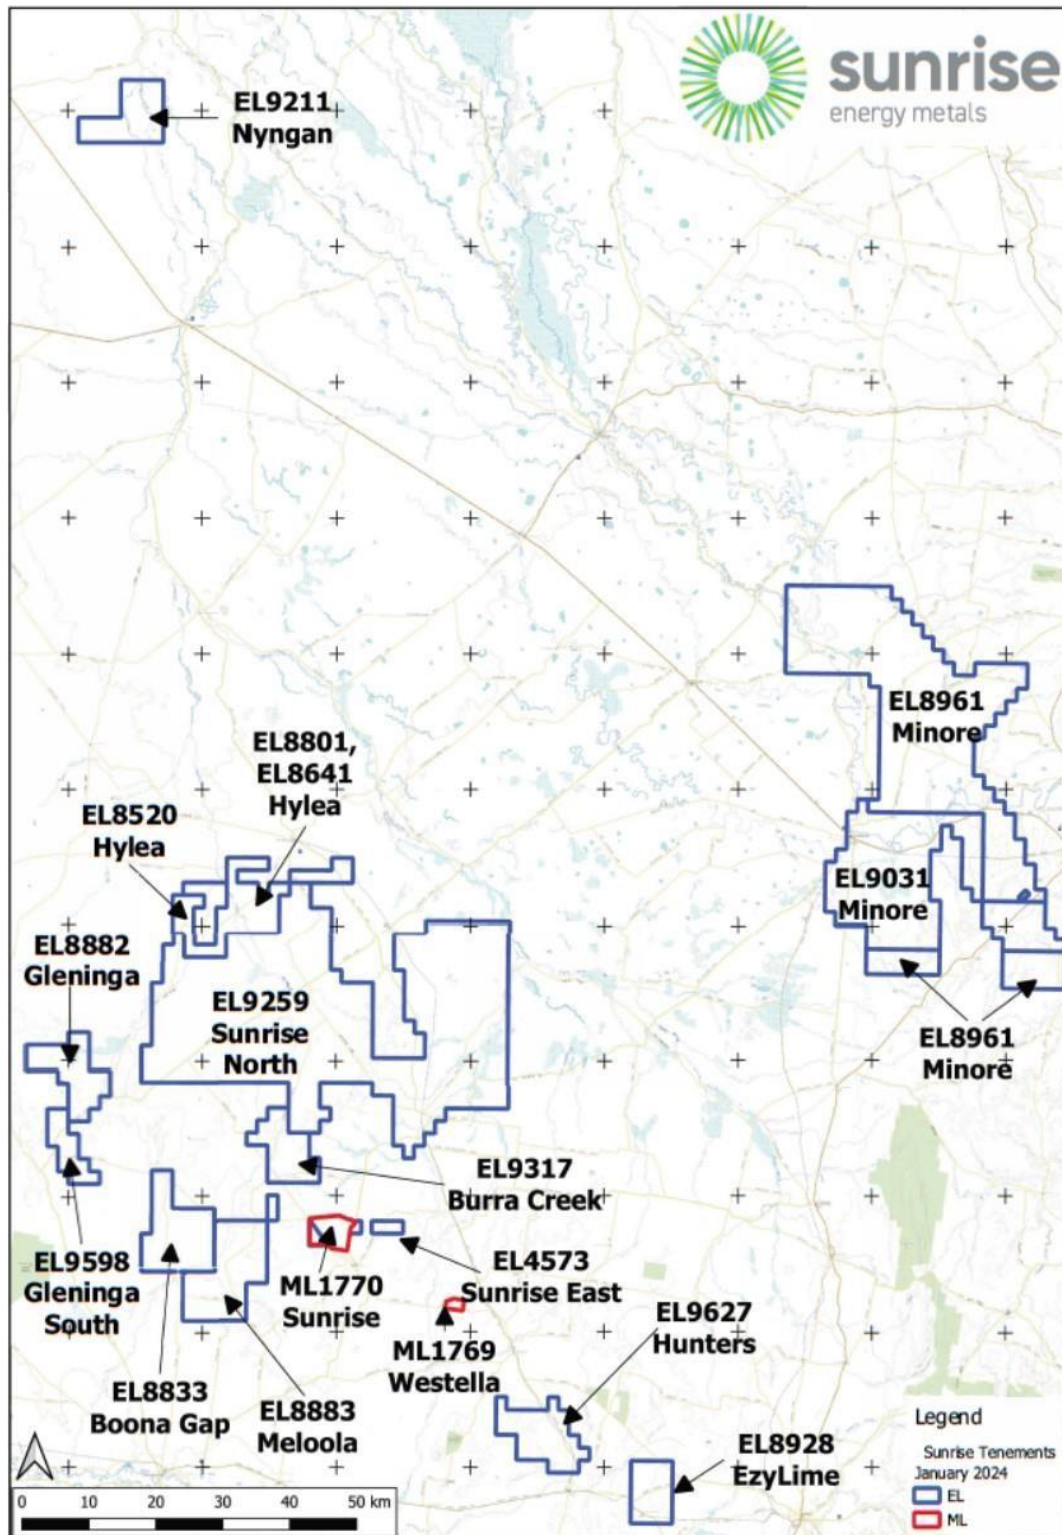 sunrise
energy metals
EL9211
Nyngan
EL8961
Minore
EL8801,
EL8641
Hylea
EL8520
Hylea
EL9031
Minore
EL8882
Gleninga
EL9259
Sunrise
North
EL8961
Minore
EL9317
Burra Creek
EL9598
Gleninga
South
ML1770
Sunrise
EL4573
Sunrise East
EL9627
Hunters
ML1769
Westella
EL8833
Boona Gap
EL8883
Meloola
EL8928
EzyLime
Legend
Sunrise Tenements
January 2024
EL
ML
0 10 20 30 40 50 km